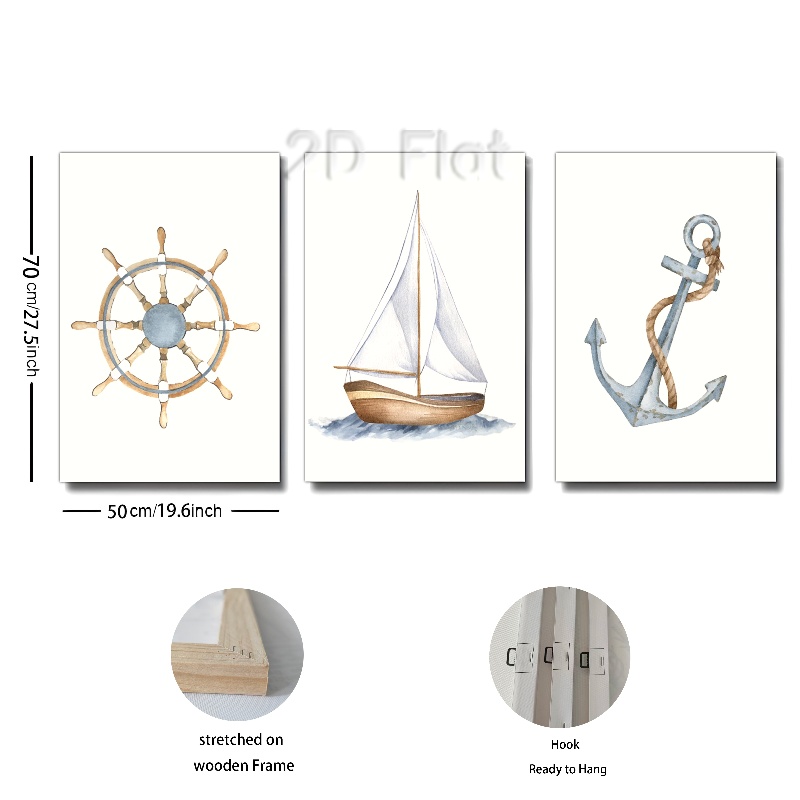 2D Flat
70 cm/27.5inch
50cm/19.6inch
stretched on
wooden Frame
Hook
Ready to Hang